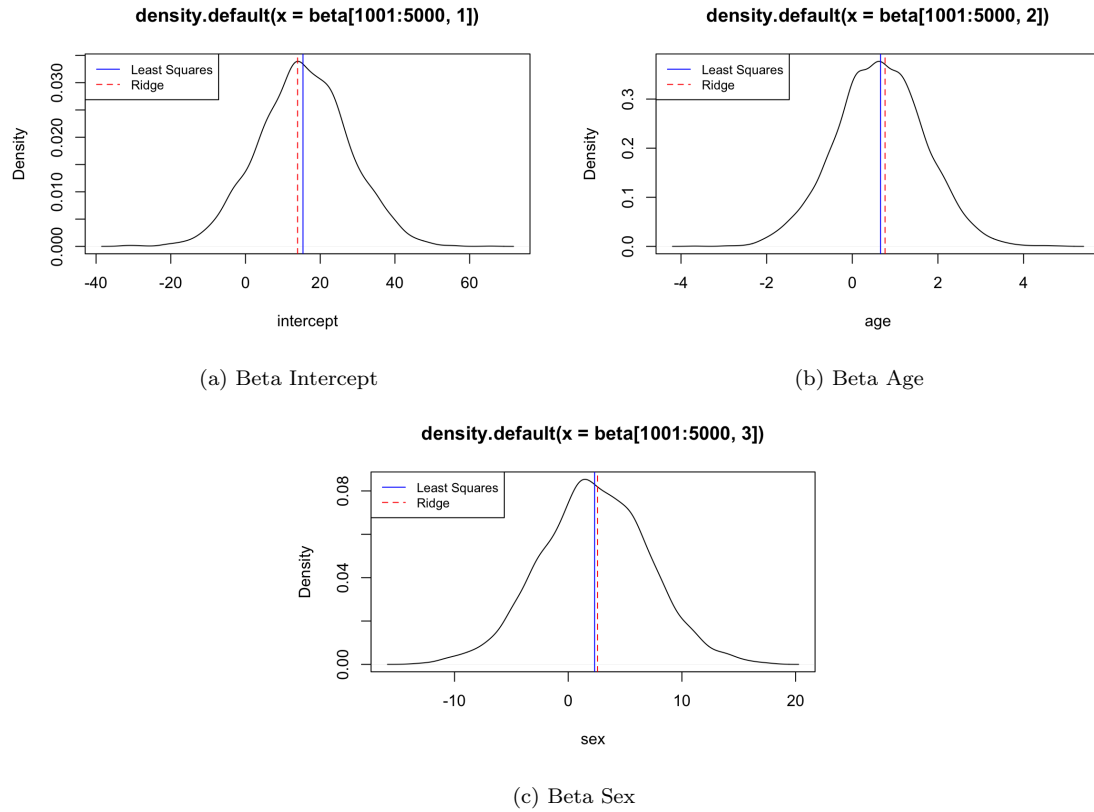 density.default(x = beta[1001:5000, 1])
Least Squares
Ridge
Density
0.000
0.010
0.020
0.030
-40 -20 0 20 40 60
intercept
(a) Beta Intercept
density.default(x = beta[1001:5000, 2])
Least Squares
Ridge
Density
0.0
0.1
0.2
0.3
-4 -2 0 2 4
age
(b) Beta Age
density.default(x = beta[1001:5000, 3])
Least Squares
Ridge
Density
0.00
0.04
0.08
-10 0 10 20
sex
(c) Beta Sex